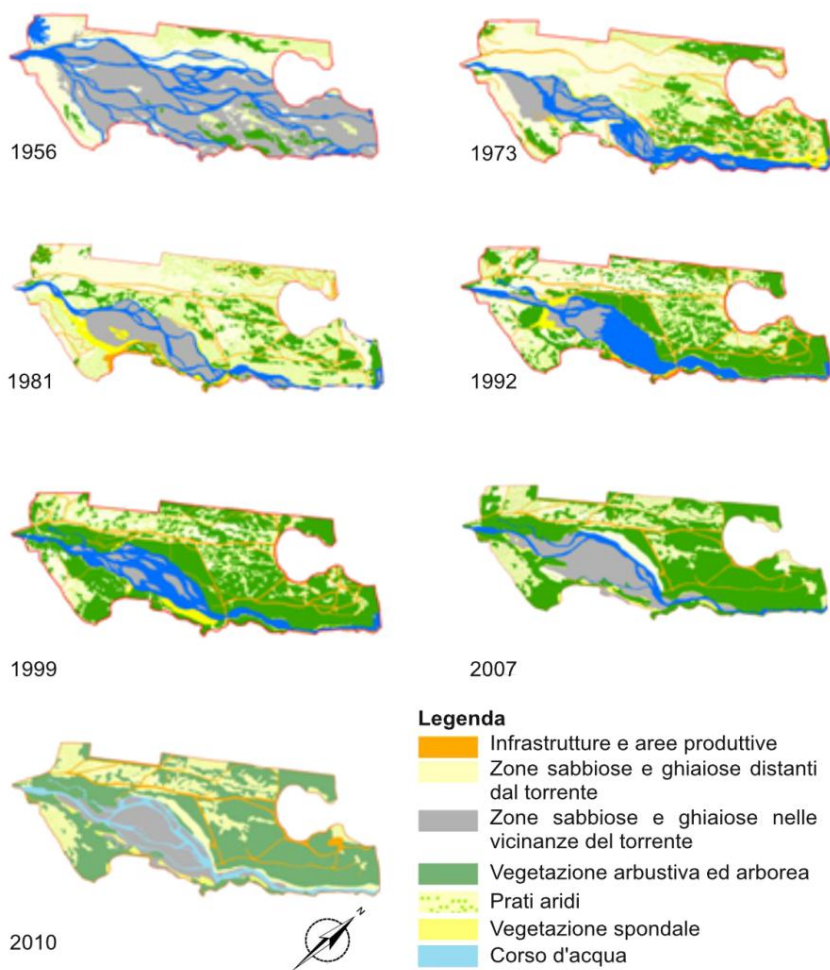 1956
1973
1981
1992
1999
2007
2010
Legenda
Infrastrutture e aree produttive
Zone sabbiose e ghiaiose distanti
dal torrente
Zone sabbiose e ghiaiose nelle
vicinanze del torrente
Vegetazione arbustiva ed arborea
Prati aridi
Vegetazione spondale
Corso d'acqua
N